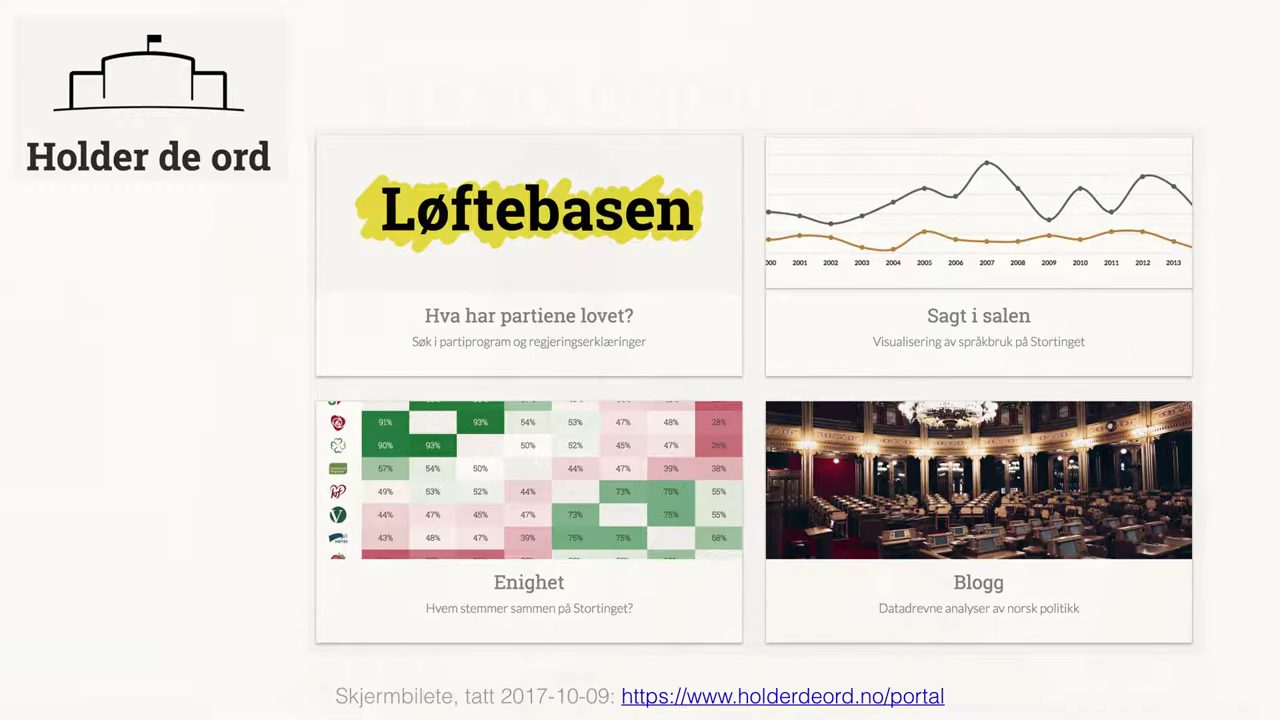 Holder de ord
Løftebasen
Hva har partiene lovet?
Søk i partiprogram og regjeringserklæringer
2001 2002 2003 2004 2005 2006 2007 2008 2009 2010 2011 2012 2013
Sagt i salen
Visualisering av språkbruk på Stortinget
91% 93% 54% 53% 47% 48% 28%
90% 93% 50% 52% 45% 47% 26%
67% 54% 50% 44% 47% 39% 38%
49% 53% 52% 44% 73% 75% 55%
44% 47% 45% 47% 73% 75% 55%
43% 48% 47% 39% 75% 75% 68%
Enighet
Hvem stemmer sammen på Stortinget?
Blogg
Datadrevne analyser av norsk politikk
Skjermbilete, tatt 2017-10-09: https://www.holderdeord.no/portal